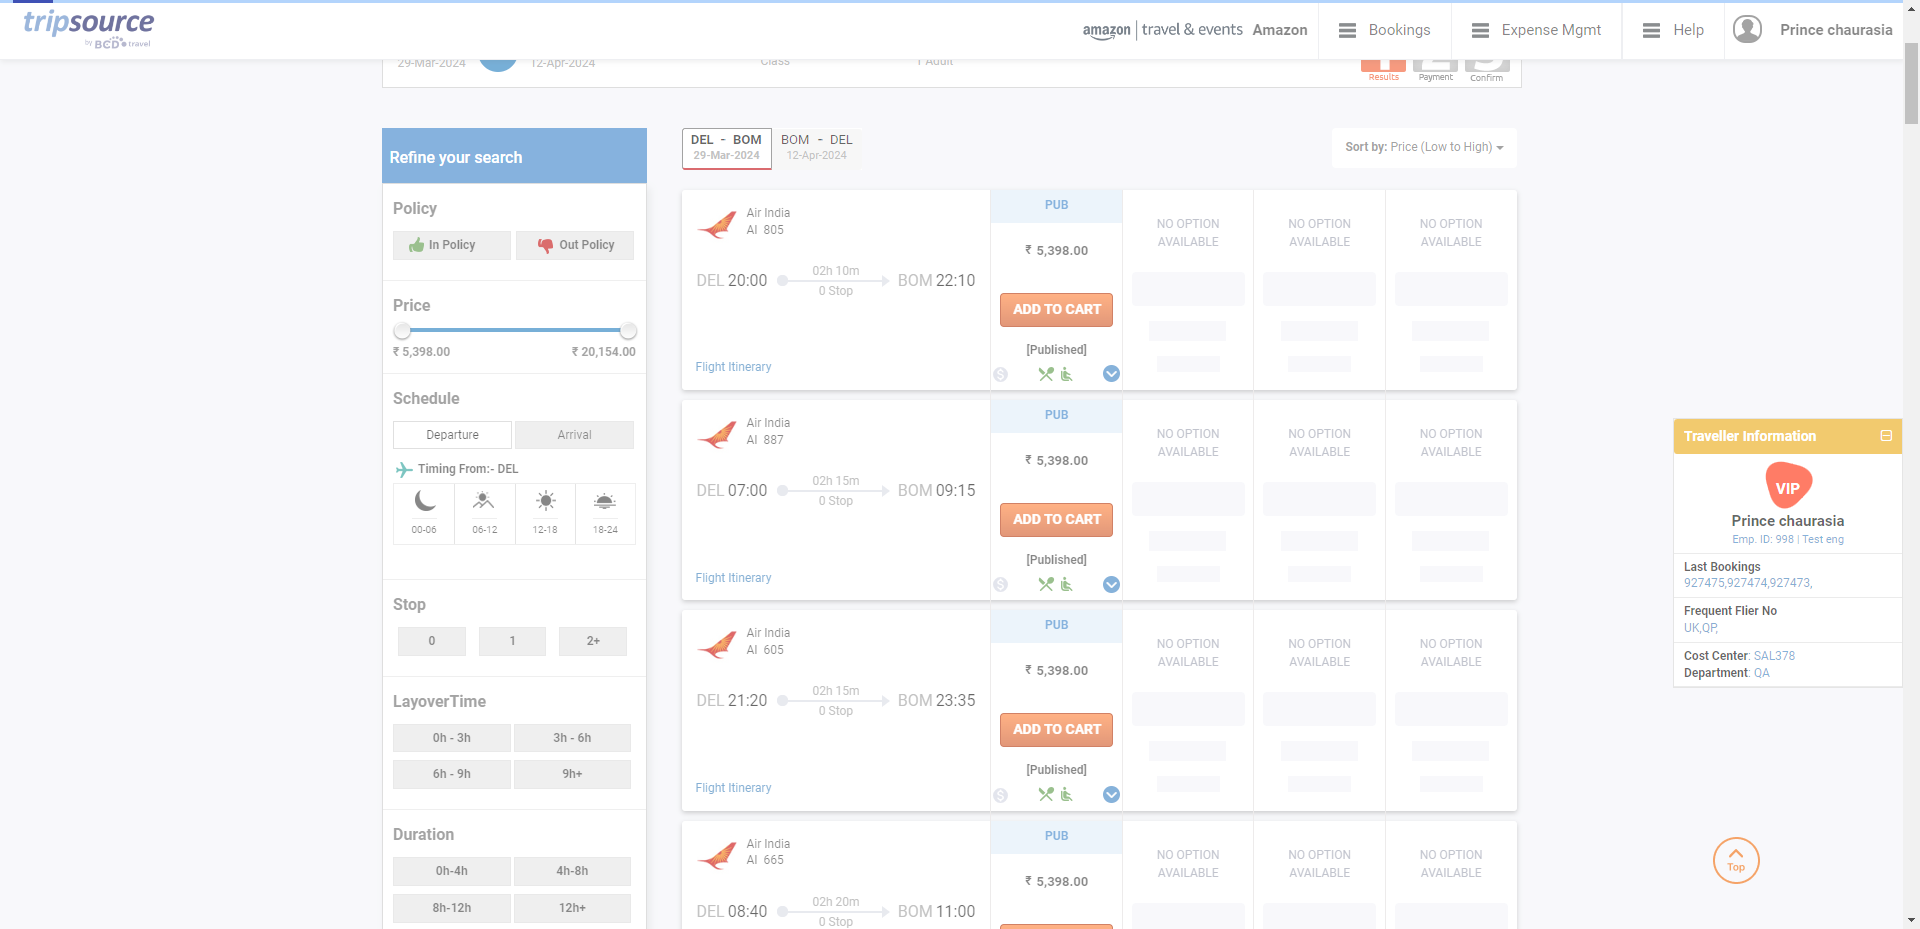 tripsource
by BCD travel
amazon travel & events Amazon
Bookings
Expense Mgmt
Help
Prince chaurasia
29-Mar-2024
12-Apr-2024
Class
1 Adult
1 2 3
Results
Payment
Confirm
Refine your search
Policy
In Policy
Out Policy
Price
₹ 5,398.00
₹ 20,154.00
Schedule
Departure
Arrival
Timing From:- DEL
00-06
06-12
12-18
18-24
Stop
0
1
2+
LayoverTime
0h - 3h
3h - 6h
6h - 9h
9h+
Duration
0h-4h
4h-8h
8h-12h
12h+
DEL - BOM
29-Mar-2024
BOM - DEL
12-Apr-2024
Sort by: Price (Low to High)
Air India
AI 805
DEL 20:00
02h 10m
0 Stop
BOM 22:10
Flight Itinerary
PUB
₹ 5,398.00
ADD TO CART
[Published]
NO OPTION
AVAILABLE
NO OPTION
AVAILABLE
NO OPTION
AVAILABLE
Air India
AI 887
DEL 07:00
02h 15m
0 Stop
BOM 09:15
Flight Itinerary
PUB
₹ 5,398.00
ADD TO CART
[Published]
NO OPTION
AVAILABLE
NO OPTION
AVAILABLE
NO OPTION
AVAILABLE
Air India
AI 605
DEL 21:20
02h 15m
0 Stop
BOM 23:35
Flight Itinerary
PUB
₹ 5,398.00
ADD TO CART
[Published]
NO OPTION
AVAILABLE
NO OPTION
AVAILABLE
NO OPTION
AVAILABLE
Air India
AI 665
DEL 08:40
02h 20m
0 Stop
BOM 11:00
PUB
₹ 5,398.00
NO OPTION
AVAILABLE
NO OPTION
AVAILABLE
NO OPTION
AVAILABLE
Traveller Information
VIP
Prince chaurasia
Emp. ID: 998 | Test eng
Last Bookings
927475,927474,927473,
Frequent Flier No
UK,QP,
Cost Center: SAL378
Department: QA
Top